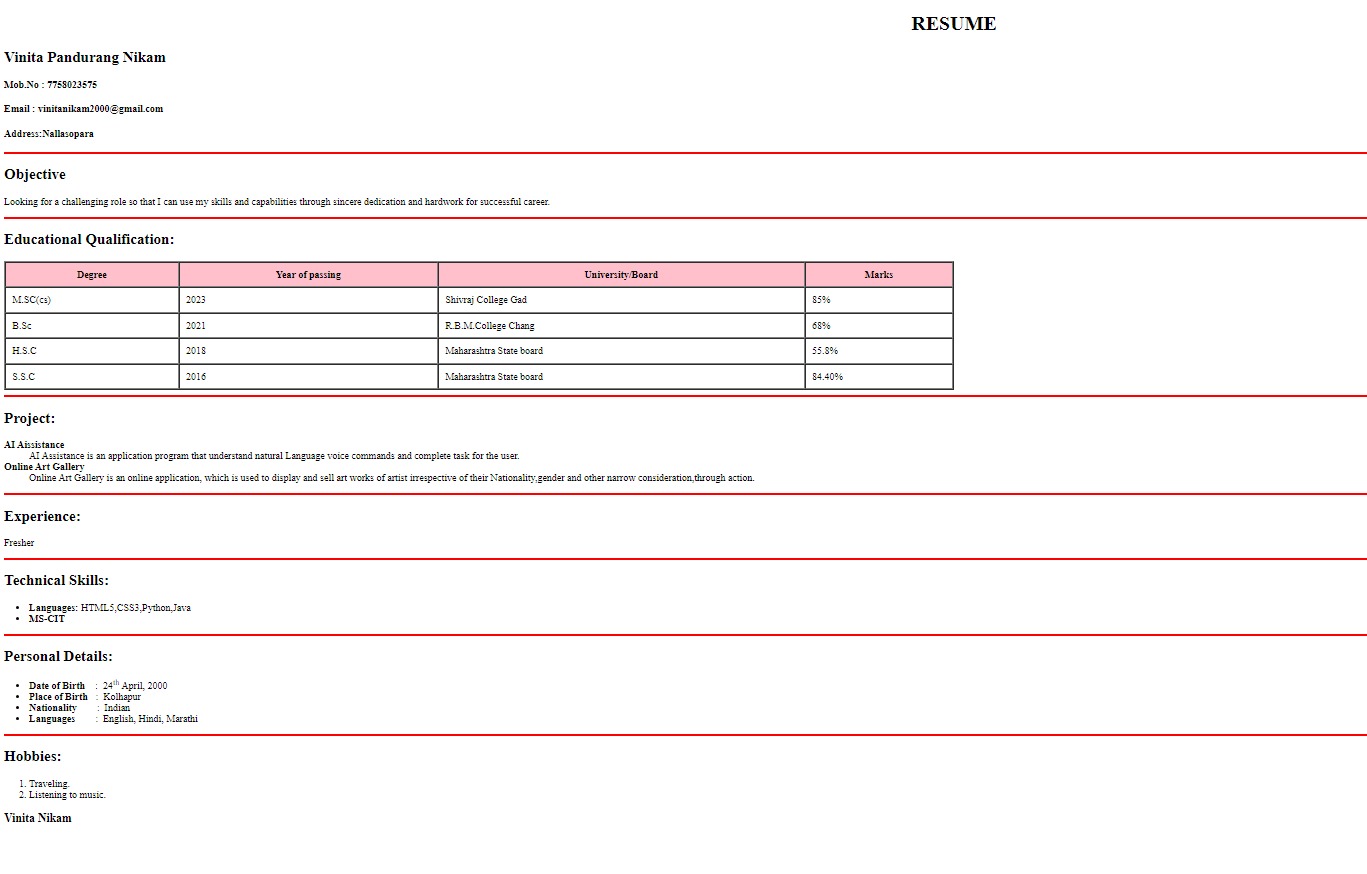 RESUME
Vinita Pandurang Nikam
Mob.No : 7758023575
Email : vinitanikam2000@gmail.com
Address:Nallasopara
Objective
Looking for a challenging role so that I can use my skills and capabilities through sincere dedication and hardwork for successful career.
Educational Qualification:
Degree Year of passing University/Board Marks
M.SC(cs) 2023 Shivraj College Gad 85%
B.Sc 2021 R.B.M.College Chang 68%
H.S.C 2018 Maharashtra State board 55.8%
S.S.C 2016 Maharashtra State board 84.40%
Project:
AI Aissistance
AI Assistance is an application program that understand natural Language voice commands and complete task for the user.
Online Art Gallery
Online Art Gallery is an online application, which is used to display and sell art works of artist irrespective of their Nationality,gender and other narrow consideration,through action.
Experience:
Fresher
Technical Skills:
• Languages: HTML5,CSS3,Python,Java
• MS-CIT
Personal Details:
• Date of Birth : 24th April, 2000
• Place of Birth : Kolhapur
• Nationality : Indian
• Languages : English, Hindi, Marathi
Hobbies:
1. Traveling.
2. Listening to music.
Vinita Nikam